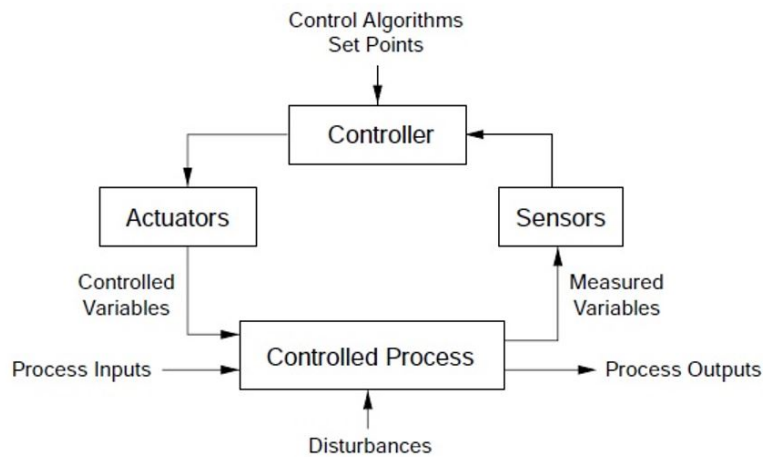 Control Algorithms
Set Points
Controller
Actuators
Sensors
Controlled
Variables
Measured
Variables
Controlled Process
Process Inputs
Process Outputs
Disturbances